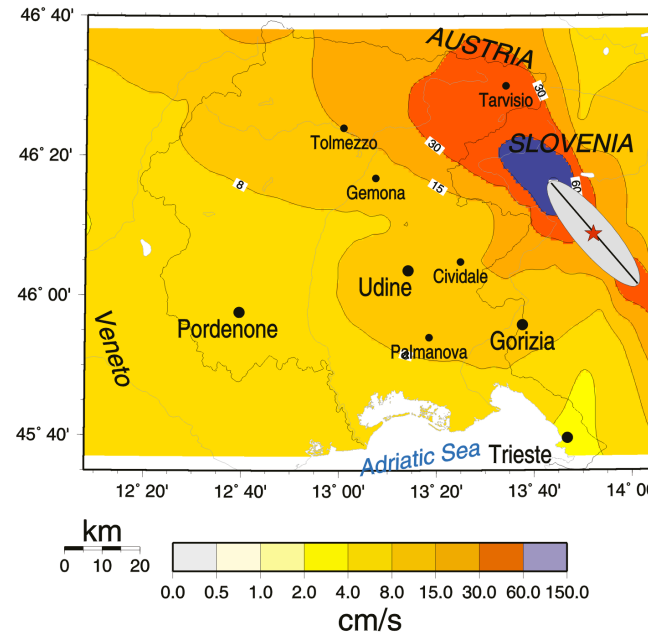 46˚ 40'
AUSTRIA
30
Tarvisio
Tolmezzo
30
SLOVENIA
46˚ 20'
8
15
60
Gemona
Udine
Cividale
46˚ 00'
Pordenone
Gorizia
Veneto
Palmanova
8
45˚ 40'
Adriatic Sea
Trieste
12˚ 20' 12˚ 40' 13˚ 00' 13˚ 20' 13˚ 40' 14˚ 00'
km
0 10 20
0.0 0.5 1.0 2.0 4.0 8.0 15.0 30.0 60.0 150.0
cm/s